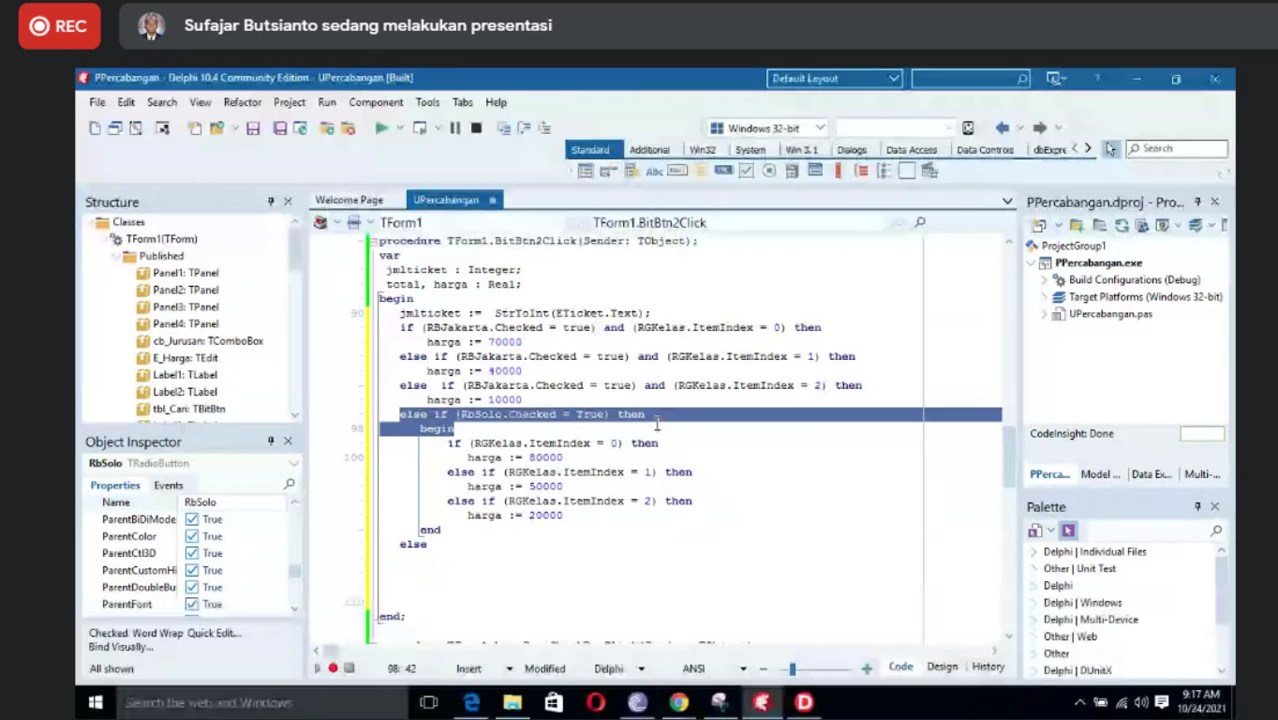 REC
Sufajar Butsianto sedang melakukan presentasi
PPercabangan - Delphi 10.4 Community Edition - UPercabangan [Built]
Default Layout
File Edit Search View Refactor Project Run Component Tools Tabs Help
Windows 32-bit
Standard Additional Win32 System Win 3.1 Dialogs Data Access Data Controls dbExpre
Search
Structure
Welcome Page
UPercabangan
PPercabangan.dproj - Pro...
Classes
TForm1(TForm)
Published
Panel1: TPanel
Panel2: TPanel
Panel3: TPanel
Panel4: TPanel
cb_Jurusan: TComboBox
E_Harga: TEdit
Label1: TLabel
Label2: TLabel
tbl_Cari: TBitBtn
TForm1
TForm1.BitBtn2Click
procedure TForm1.BitBtn2Click(Sender: TObject);
var
jmlticket : Integer;
total, harga : Real;
begin
90 jmlticket := StrToInt(ETicket.Text);
if (RBJakarta.Checked = true) and (RGKelas.ItemIndex = 0) then
harga := 70000
else if (RBJakarta.Checked = true) and (RGKelas.ItemIndex = 1) then
harga := 40000
else if (RBJakarta.Checked = true) and (RGKelas.ItemIndex = 2) then
harga := 10000
else if (RbSolo.Checked = True) then
98 begin
if (RGKelas.ItemIndex = 0) then
100 harga := 80000
else if (RGKelas.ItemIndex = 1) then
harga := 50000
else if (RGKelas.ItemIndex = 2) then
harga := 20000
end
else
end;
ProjectGroup1
PPercabangan.exe
Build Configurations (Debug)
Target Platforms (Windows 32-bit)
UPercabangan.pas
CodeInsight: Done
PPerca... Model ... Data Ex... Multi-...
Object Inspector
RbSolo TRadioButton
Properties Events
Name RbSolo
ParentBiDiMode True
ParentColor True
ParentCtl3D True
ParentCustomHi True
ParentDoubleBu True
ParentFont True
Checked Word Wrap Quick Edit...
Bind Visually...
All shown
Palette
Delphi | Individual Files
Other | Unit Test
Delphi
Delphi | Windows
Delphi | Multi-Device
Other | Web
Other
Delphi | DUnitX
98: 42 Insert Modified Delphi ANSI Code Design History
Search the web and Windows
9:17 AM
10/24/2021